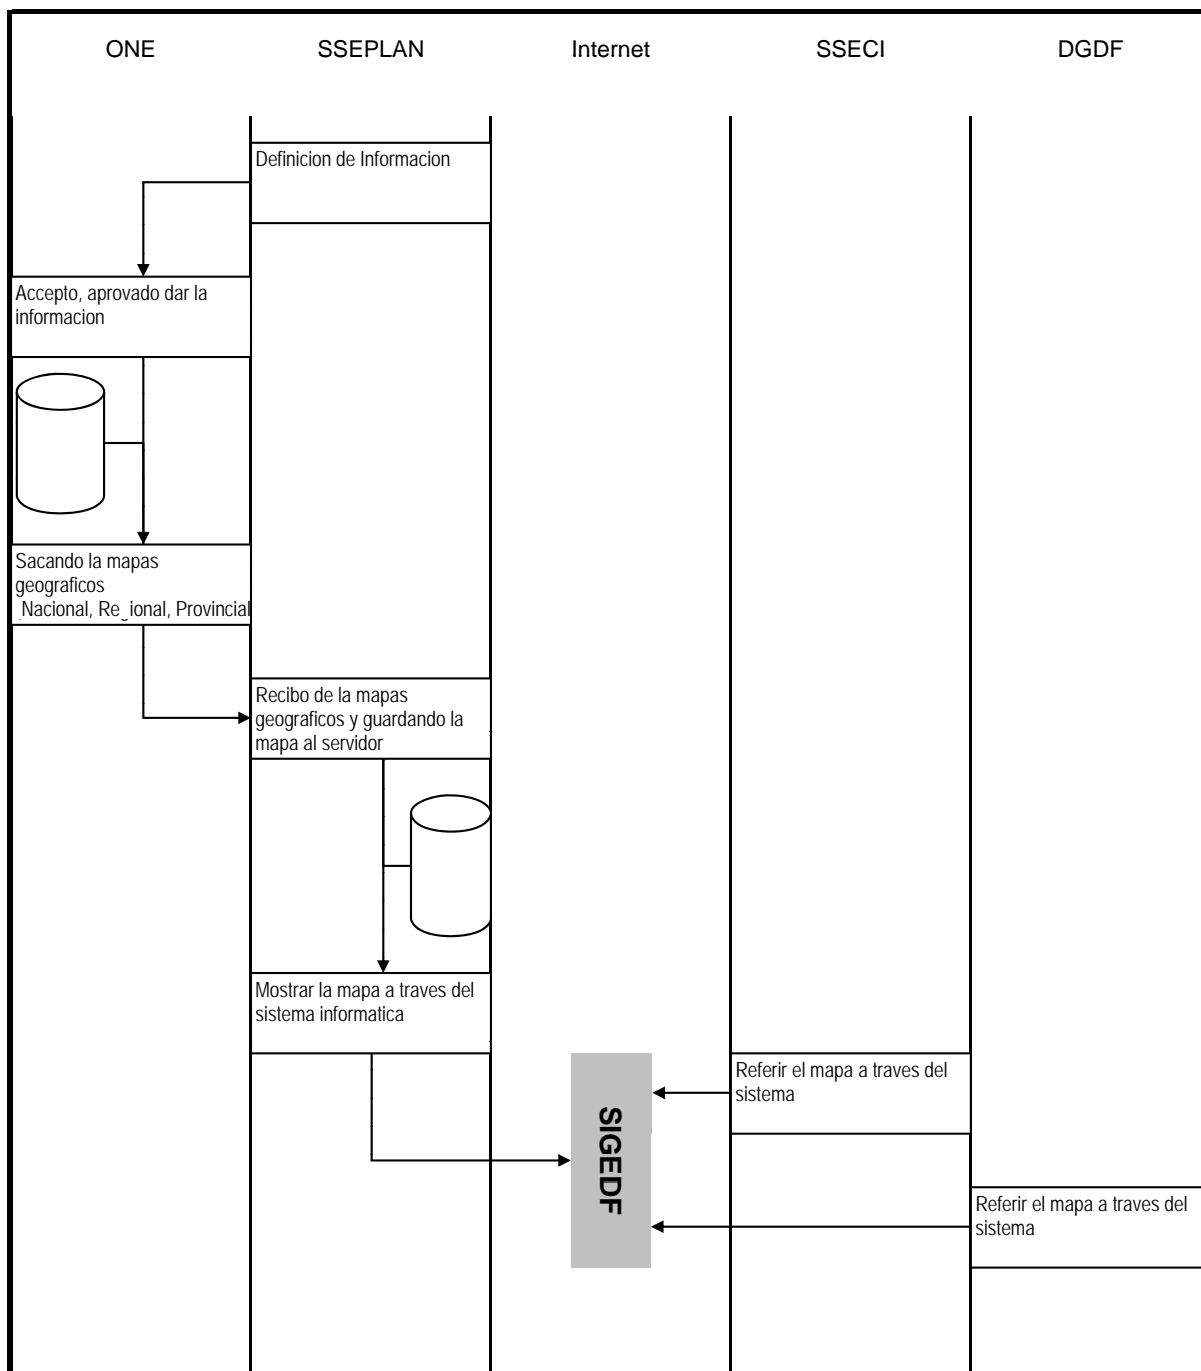 ONE SSEPLAN Internet SSECI DGDF
Definicion de Informacion
Accepto, aprovado dar la
informacion
Sacando la mapas
geograficos
Nacional, Re ional, Provincial
Recibo de la mapas
geograficos y guardando la
mapa al servidor
Mostrar la mapa a traves del
sistema informatica
Referir el mapa a traves del
sistema
SIGEDF
Referir el mapa a traves del
sistema